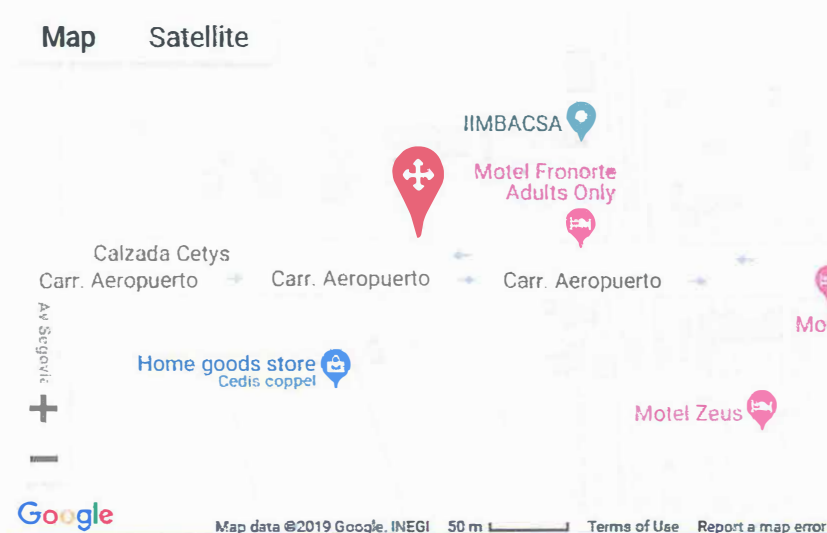 Map Satellite
IIMBACSA
Motel Fronorte
Adults Only
Calzada Cetys
Carr. Aeropuerto Carr. Aeropuerto Carr. Aeropuerto
Av Segovia
Mo
Home goods store
Cedis coppel
Motel Zeus
Google
Map data ©2019 Google, INEGI 50 m Terms of Use Report a map error